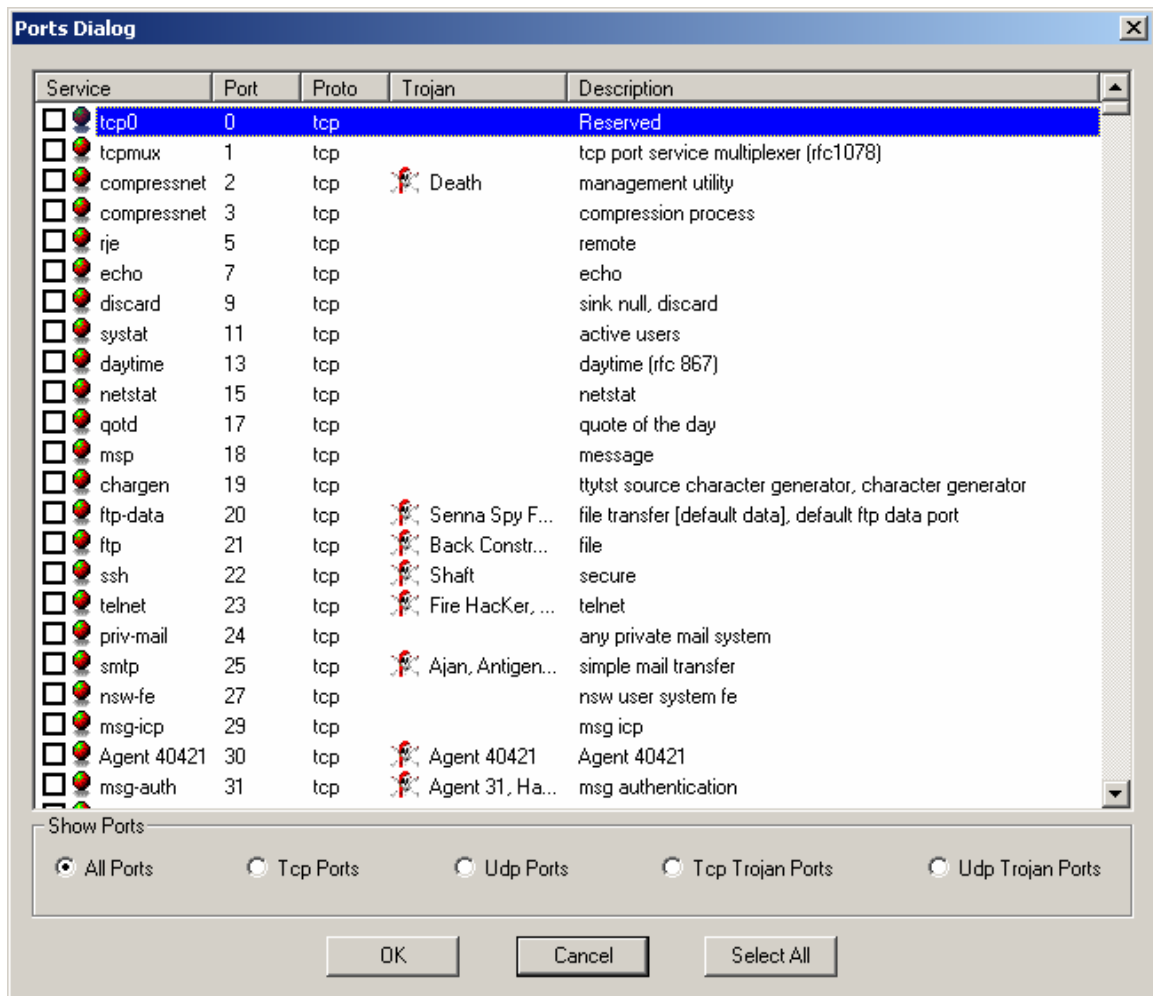 Ports Dialog
Service Port Proto Trojan Description
tcp0 0 tcp Reserved
tcpmux 1 tcp tcp port service multiplexer (rfc1078)
compressnet 2 tcp Death management utility
compressnet 3 tcp compression process
rje 5 tcp remote
echo 7 tcp echo
discard 9 tcp sink null, discard
systat 11 tcp active users
daytime 13 tcp daytime (rfc 867)
netstat 15 tcp netstat
qotd 17 tcp quote of the day
msp 18 tcp message
chargen 19 tcp ttytst source character generator, character generator
ftp-data 20 tcp Senna Spy F... file transfer [default data], default ftp data port
ftp 21 tcp Back Constr... file
ssh 22 tcp Shaft secure
telnet 23 tcp Fire HacKer, ... telnet
priv-mail 24 tcp any private mail system
smtp 25 tcp Ajan, Antigen... simple mail transfer
nsw-fe 27 tcp nsw user system fe
msg-icp 29 tcp msg icp
Agent 40421 30 tcp Agent 40421 Agent 40421
msg-auth 31 tcp Agent 31, Ha... msg authentication
Show Ports
All Ports Tcp Ports Udp Ports Tcp Trojan Ports Udp Trojan Ports
OK Cancel Select All